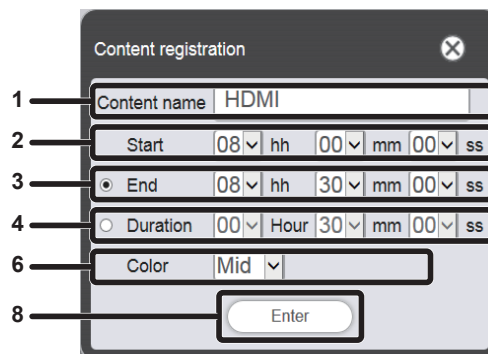 Content registration
1 Content name HDMI
2 Start 08 hh 00 mm 00 ss
3 End 08 hh 30 mm 00 ss
4 Duration 00 Hour 30 mm 00 ss
6 Color Mid
8 Enter